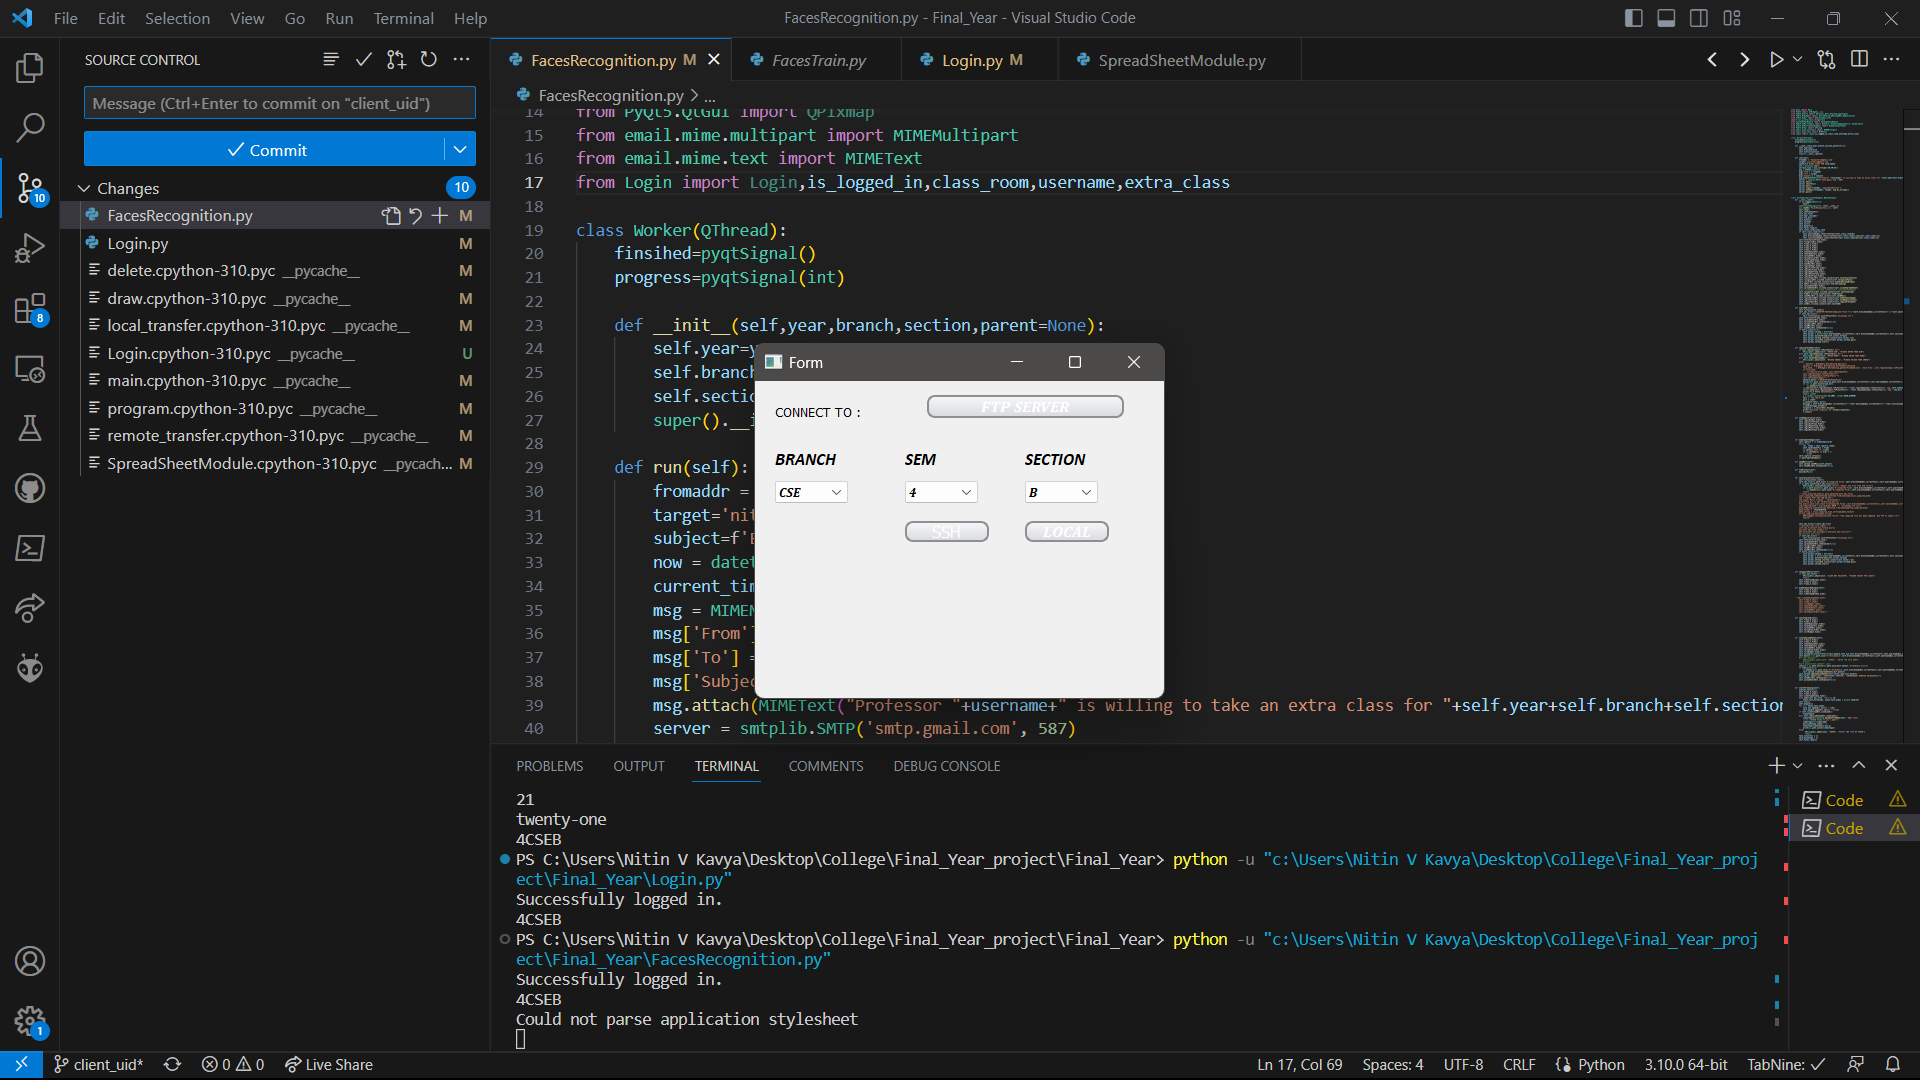 File Edit Selection View Go Run Terminal Help
FacesRecognition.py - Final_Year - Visual Studio Code
SOURCE CONTROL
Message (Ctrl+Enter to commit on "client_uid")
Commit
Changes
10
FacesRecognition.py M
Login.py M
delete.cpython-310.pyc __pycache__ M
draw.cpython-310.pyc __pycache__ M
local_transfer.cpython-310.pyc __pycache__ M
Login.cpython-310.pyc __pycache__ U
main.cpython-310.pyc __pycache__ M
program.cpython-310.pyc __pycache__ M
remote_transfer.cpython-310.pyc __pycache__ M
SpreadSheetModule.cpython-310.pyc __pycach... M
10
8
1
FacesRecognition.py M FacesTrain.py Login.py M SpreadSheetModule.py
FacesRecognition.py > ...
14 from PyQt5.QtGui import QPixmap
15 from email.mime.multipart import MIMEMultipart
16 from email.mime.text import MIMEText
17 from Login import Login,is_logged_in,class_room,username,extra_class
18
19 class Worker(QThread):
20 finsihed=pyqtSignal()
21 progress=pyqtSignal(int)
22
23 def __init__(self,year,branch,section,parent=None):
24 self.year=y
25 self.branch
26 self.sectio
27 super().__i
28
29 def run(self):
30 fromaddr =
31 target='nit
32 subject=f'E
33 now = datet
34 current_tim
35 msg = MIMEM
36 msg['From']
37 msg['To'] =
38 msg['Subjec
39 msg.attach(MIMEText("Professor "+username+" is willing to take an extra class for "+self.year+self.branch+self.section
40 server = smtplib.SMTP('smtp.gmail.com', 587)
Form
CONNECT TO :
FTP SERVER
BRANCH SEM SECTION
CSE 4 B
SSH LOCAL
PROBLEMS OUTPUT TERMINAL COMMENTS DEBUG CONSOLE
21
twenty-one
4CSEB
PS C:\Users\Nitin V Kavya\Desktop\College\Final_Year_project\Final_Year> python -u "c:\Users\Nitin V Kavya\Desktop\College\Final_Year_proj
ect\Final_Year\Login.py"
Successfully logged in.
4CSEB
PS C:\Users\Nitin V Kavya\Desktop\College\Final_Year_project\Final_Year> python -u "c:\Users\Nitin V Kavya\Desktop\College\Final_Year_proj
ect\Final_Year\FacesRecognition.py"
Successfully logged in.
4CSEB
Could not parse application stylesheet
Code
Code
client_uid* 0 0 Live Share
Ln 17, Col 69 Spaces: 4 UTF-8 CRLF Python 3.10.0 64-bit TabNine: